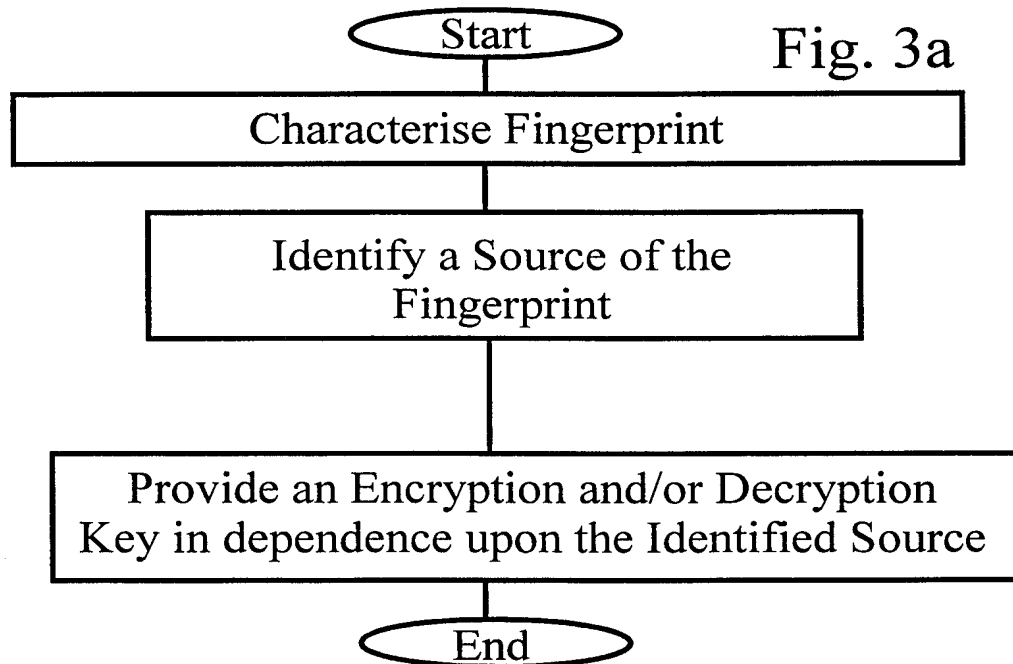 Start
Fig. 3a
Characterise Fingerprint
Identify a Source of the
Fingerprint
Provide an Encryption and/or Decryption
Key in dependence upon the Identified Source
End